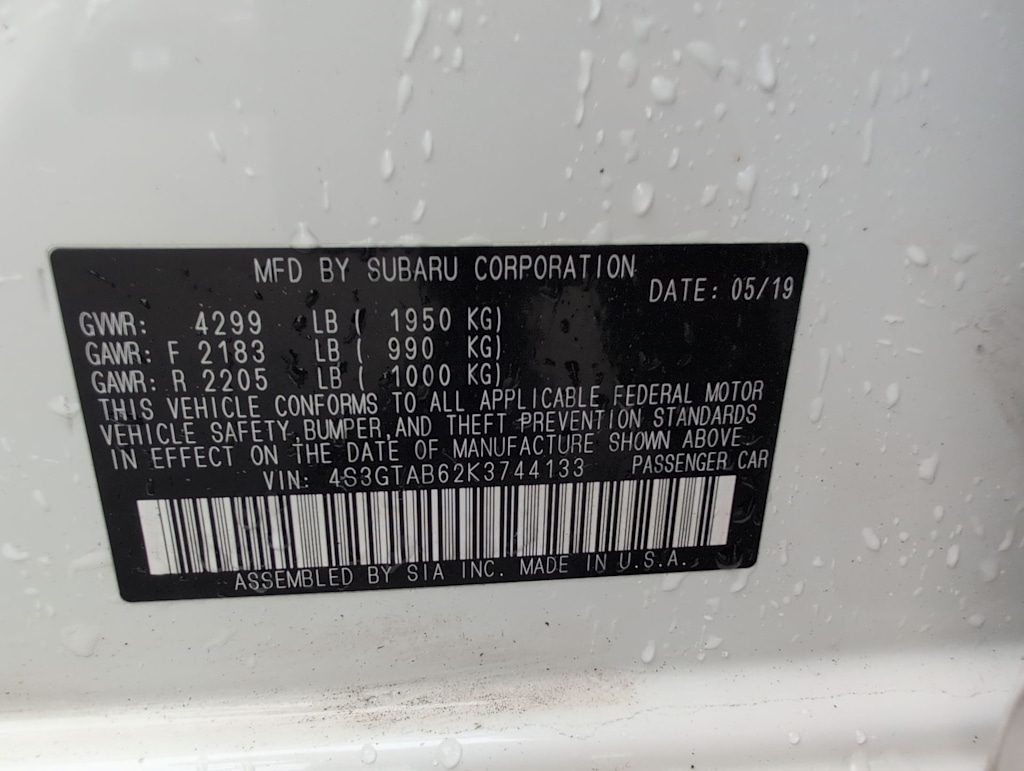 MFD BY SUBARU CORPORATION
DATE: 05/19
GVWR: 4299 LB ( 1950 KG)
GAWR: F 2183 LB ( 990 KG)
GAWR: R 2205 LB ( 1000 KG)
THIS VEHICLE CONFORMS TO ALL APPLICABLE FEDERAL MOTOR
VEHICLE SAFETY, BUMPER, AND THEFT PREVENTION STANDARDS
IN EFFECT ON THE DATE OF MANUFACTURE SHOWN ABOVE.
VIN: 4S3GTAB62K3744133 PASSENGER CAR
ASSEMBLED BY SIA INC. MADE IN U.S.A.